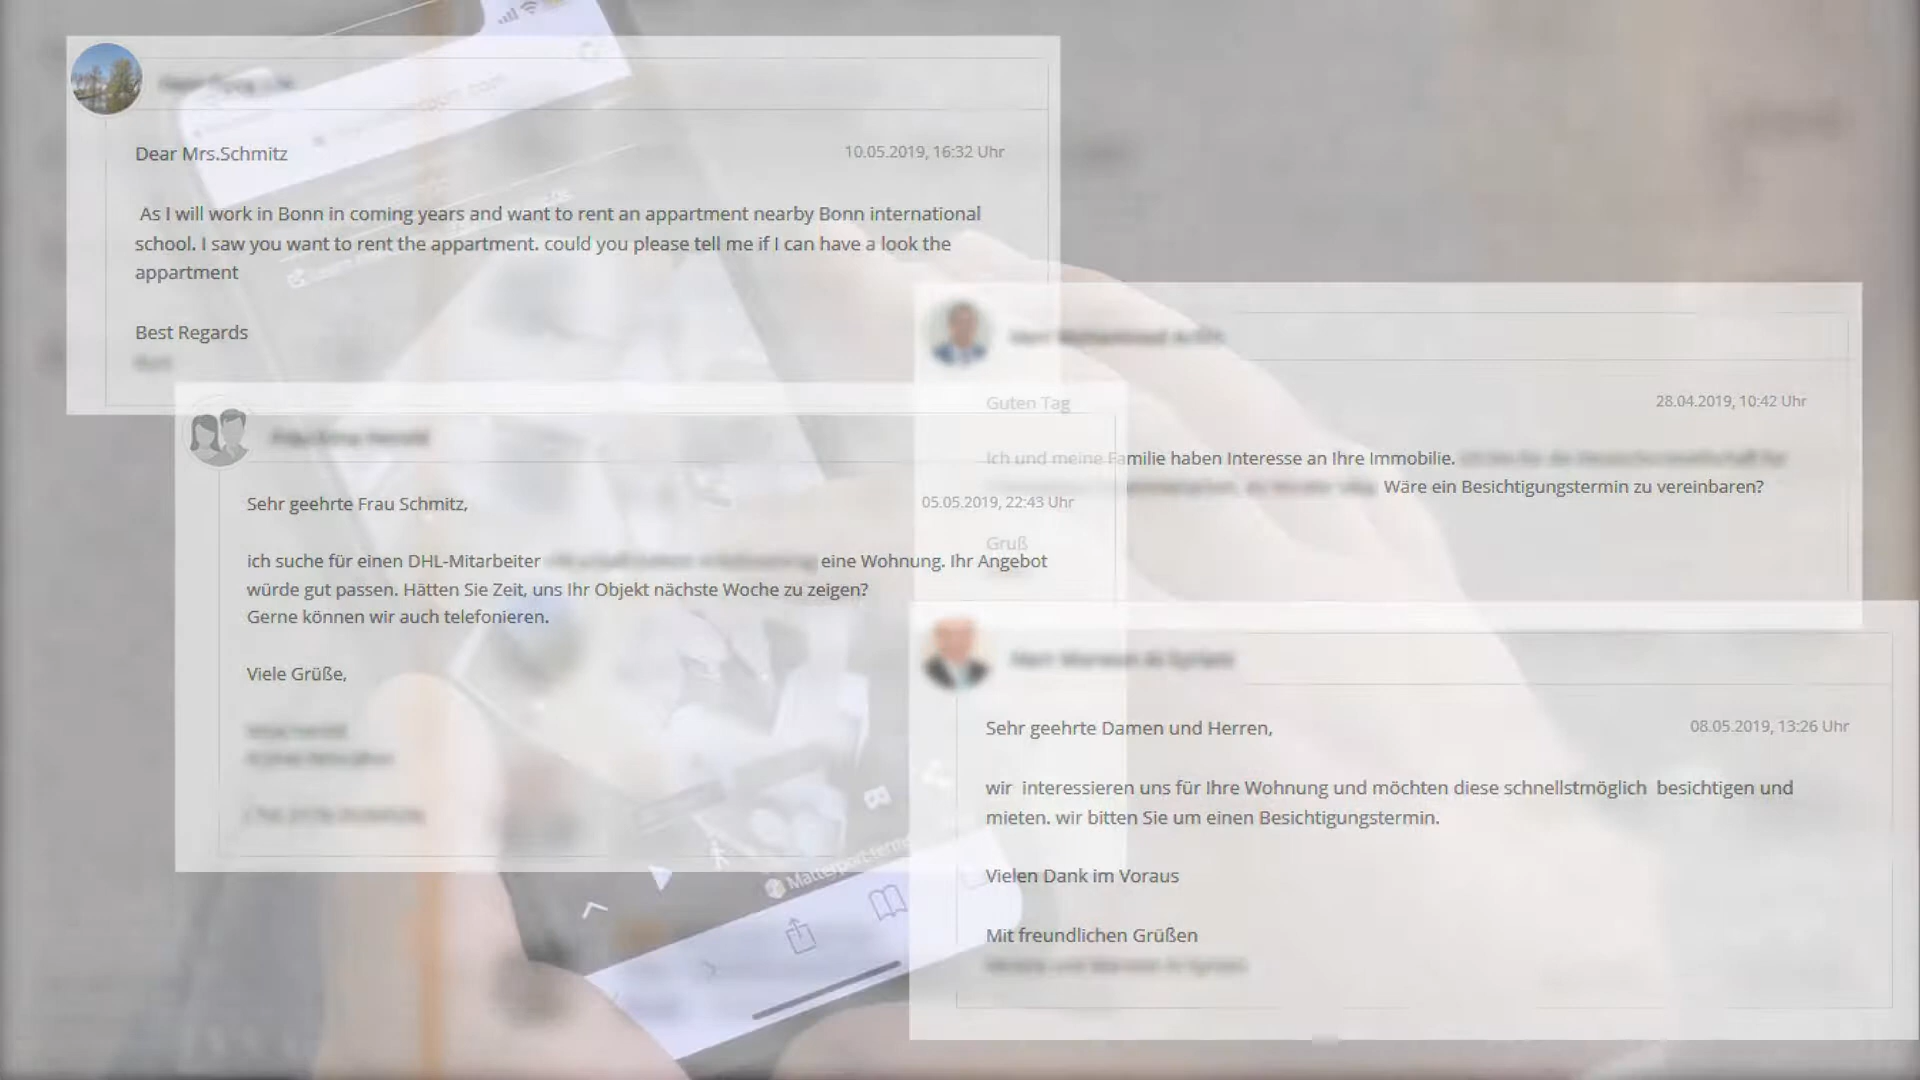 Dear Mrs.Schmitz
10.05.2019, 16:32 Uhr
As I will work in Bonn in coming years and want to rent an appartment nearby Bonn international
school. I saw you want to rent the appartment. could you please tell me if I can have a look the
appartment
Best Regards
Guten Tag
28.04.2019, 10:42 Uhr
Ich und meine Familie haben Interesse an Ihre Immobilie.
Wäre ein Besichtigungstermin zu vereinbaren?
Gruß
Sehr geehrte Frau Schmitz,
05.05.2019, 22:43 Uhr
ich suche für einen DHL-Mitarbeiter eine Wohnung. Ihr Angebot
würde gut passen. Hätten Sie Zeit, uns Ihr Objekt nächste Woche zu zeigen?
Gerne können wir auch telefonieren.
Viele Grüße,
Sehr geehrte Damen und Herren,
08.05.2019, 13:26 Uhr
wir interessieren uns für Ihre Wohnung und möchten diese schnellstmöglich besichtigen und
mieten. wir bitten Sie um einen Besichtigungstermin.
Vielen Dank im Voraus
Mit freundlichen Grüßen
Matterport